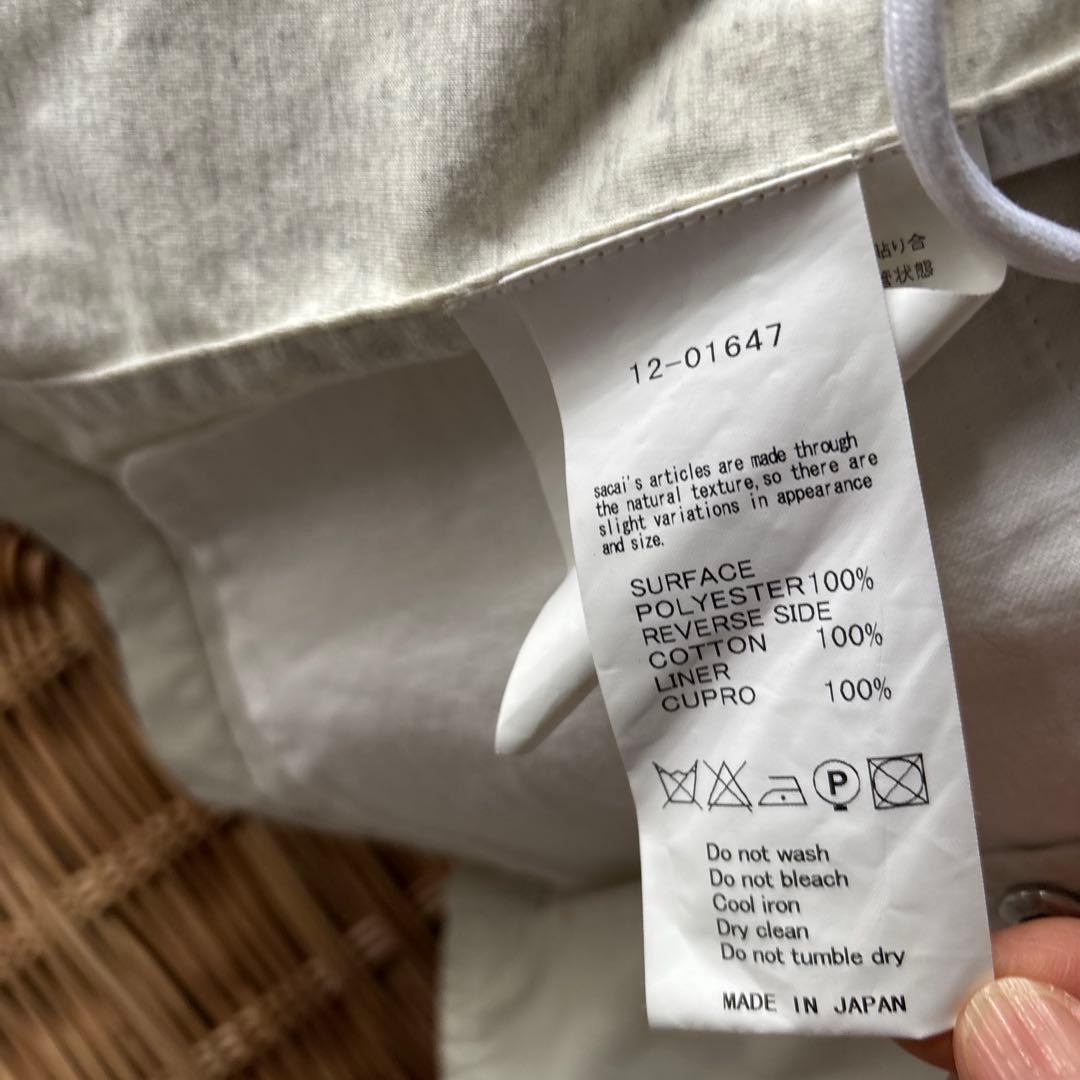 貼り合
管状態
12-01647
sacai's articles are made through
the natural texture,so there are
slight variations in appearance
and size.
SURFACE
POLYESTER100%
REVERSE SIDE
COTTON 100%
LINER
CUPRO 100%
P
Do not wash
Do not bleach
Cool iron
Dry clean
Do not tumble dry
MADE IN JAPAN